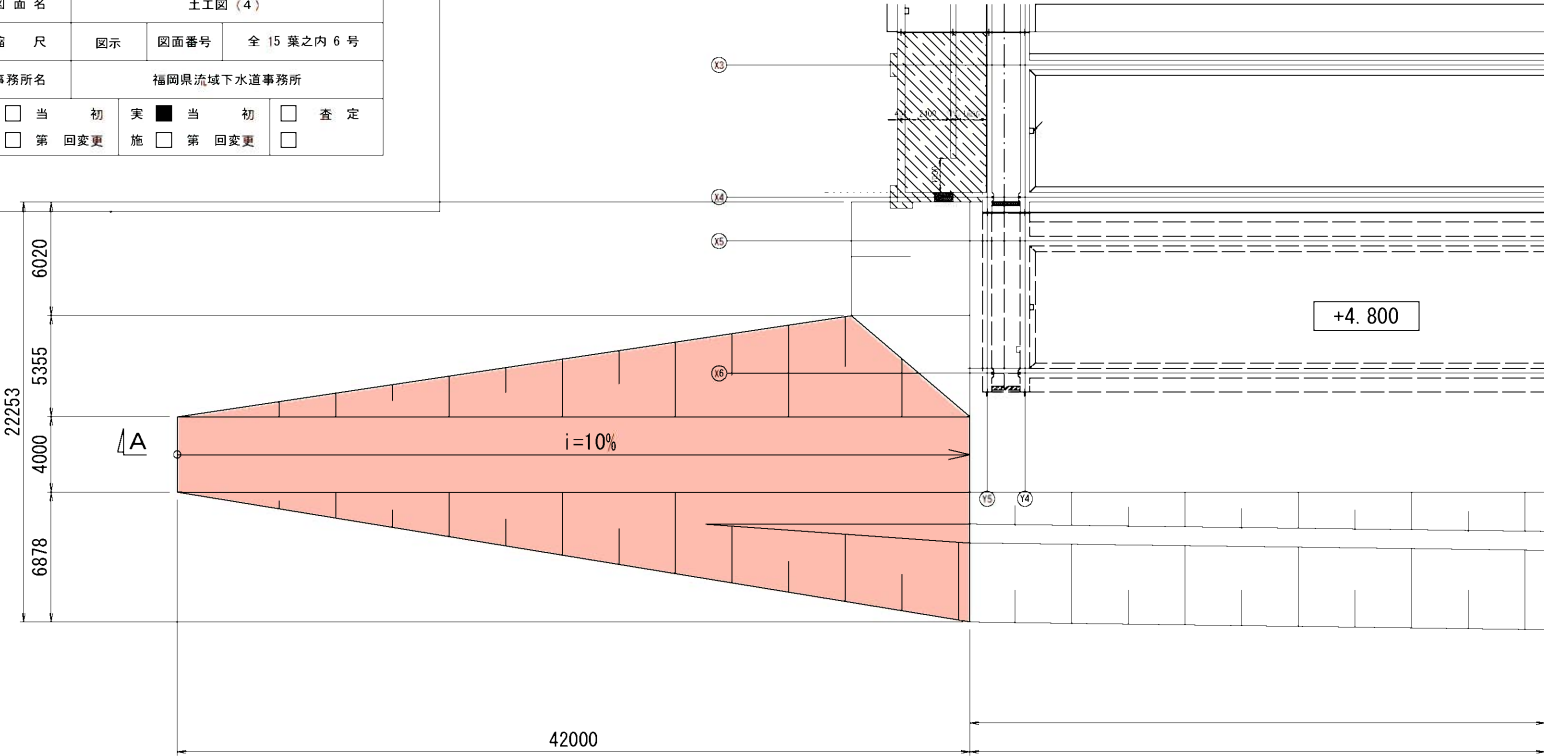 図面名 土工図（4）
縮尺 図示 図面番号 全 15 葉之内 6 号
事務所名 福岡県流域下水道事務所
□ 当初 実 ■ 当初 □ 査定
□ 第 回変更 施 □ 第 回変更 □
X3
2400
X4
X5
6020
+4.800
5355
X6
22253
A
4000
i=10%
Y5 Y4
6878
42000